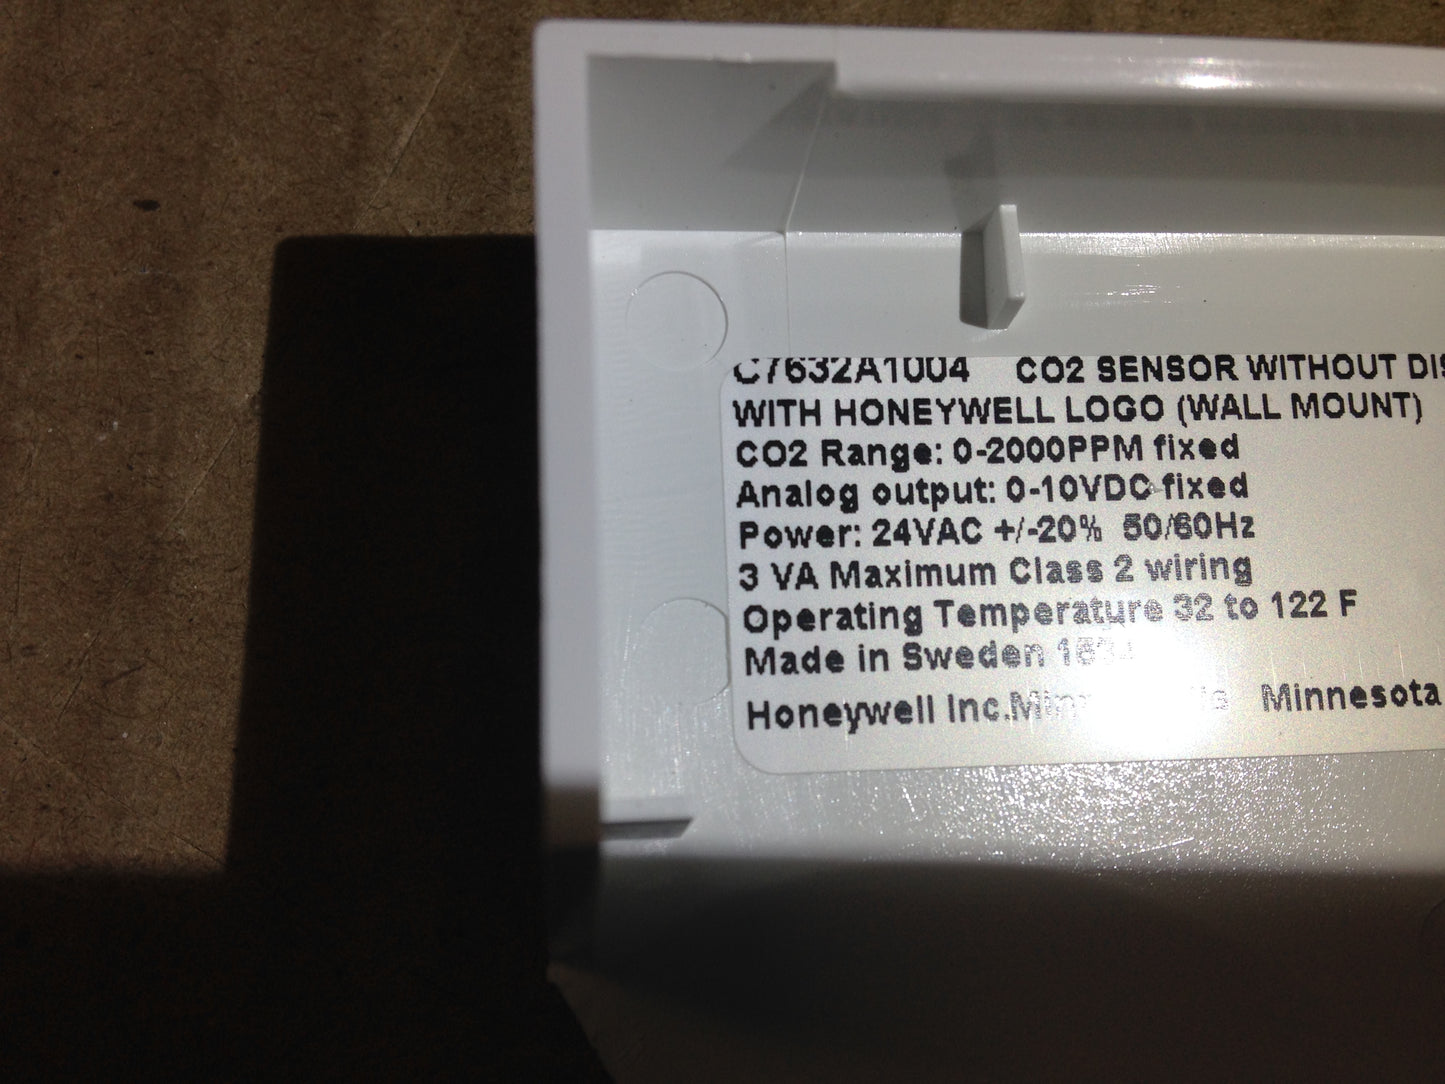 C7632A1004 CO2 SENSOR WITHOUT
WITH HONEYWELL LOGO (WALL MOUNT)
CO2 Range: 0-2000PPM fixed
Analog output: 0-10VDC fixed
Power: 24VAC +/-20% 50/60Hz
3 VA Maximum Class 2 wiring
Operating Temperature 32 to 122 F
Made in Sweden
Honeywell Inc. Minnesota